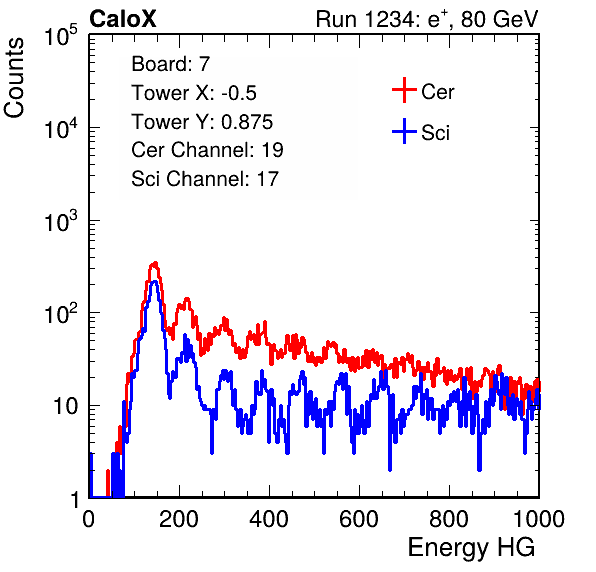 CaloX Run 1234: e⁺, 80 GeV
Counts
Board: 7
Tower X: -0.5
Tower Y: 0.875
Cer Channel: 19
Sci Channel: 17
Cer
Sci
10⁵
10⁴
10³
10²
10
1
0 200 400 600 800 1000
Energy HG